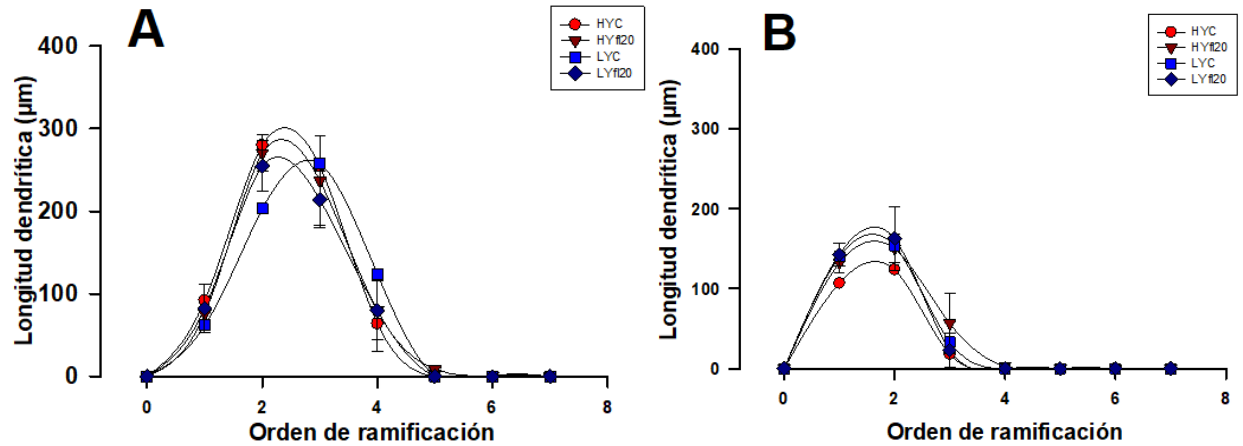 A
HYC
HYfl20
LYC
LYfl20
Longitud dendrítica (µm)
400
300
200
100
0
0 2 4 6 8
Orden de ramificación
B
HYC
HYfl20
LYC
LYfl20
Longitud dendrítica (µm)
400
300
200
100
0
0 2 4 6 8
Orden de ramificación